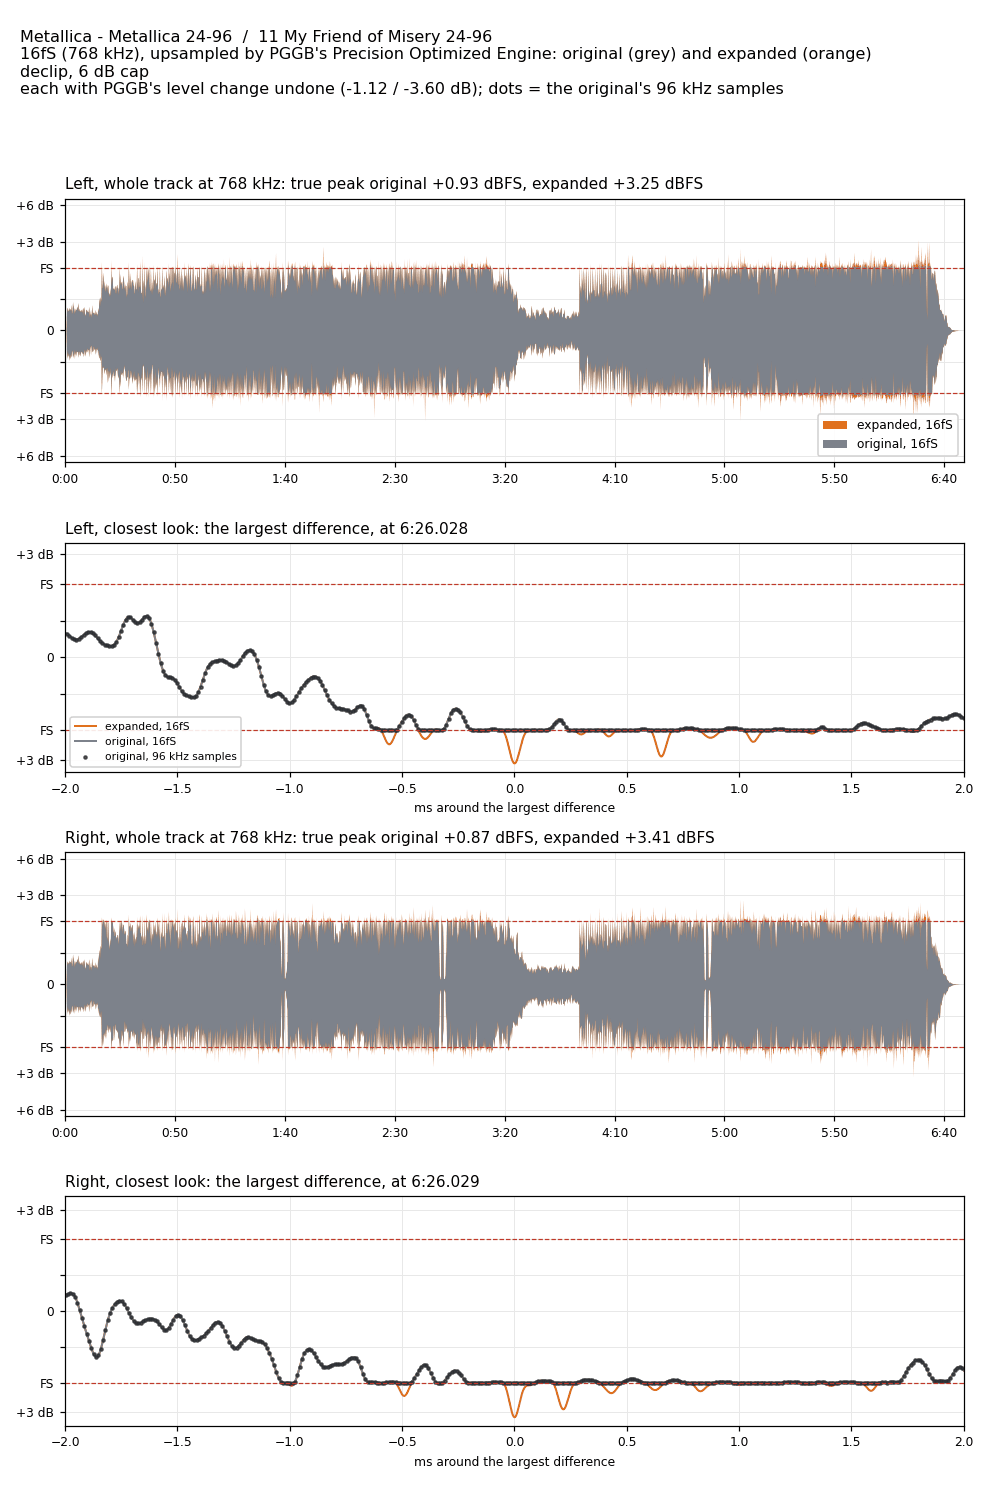 Metallica - Metallica 24-96  /  11 My Friend of Misery 24-96
16fS (768 kHz), upsampled by PGGB's Precision Optimized Engine: original (grey) and expanded (orange)
declip, 6 dB cap
each with PGGB's level change undone (-1.12 / -3.60 dB); dots = the original's 96 kHz samples
Left, whole track at 768 kHz: true peak original +0.93 dBFS, expanded +3.25 dBFS
+6 dB
+3 dB
FS
0
FS
+3 dB
+6 dB
expanded, 16fS
original, 16fS
0:00 0:50 1:40 2:30 3:20 4:10 5:00 5:50 6:40
Left, closest look: the largest difference, at 6:26.028
+3 dB
FS
0
FS
+3 dB
expanded, 16fS
original, 16fS
original, 96 kHz samples
−2.0 −1.5 −1.0 −0.5 0.0 0.5 1.0 1.5 2.0
ms around the largest difference
Right, whole track at 768 kHz: true peak original +0.87 dBFS, expanded +3.41 dBFS
+6 dB
+3 dB
FS
0
FS
+3 dB
+6 dB
0:00 0:50 1:40 2:30 3:20 4:10 5:00 5:50 6:40
Right, closest look: the largest difference, at 6:26.029
+3 dB
FS
0
FS
+3 dB
−2.0 −1.5 −1.0 −0.5 0.0 0.5 1.0 1.5 2.0
ms around the largest difference